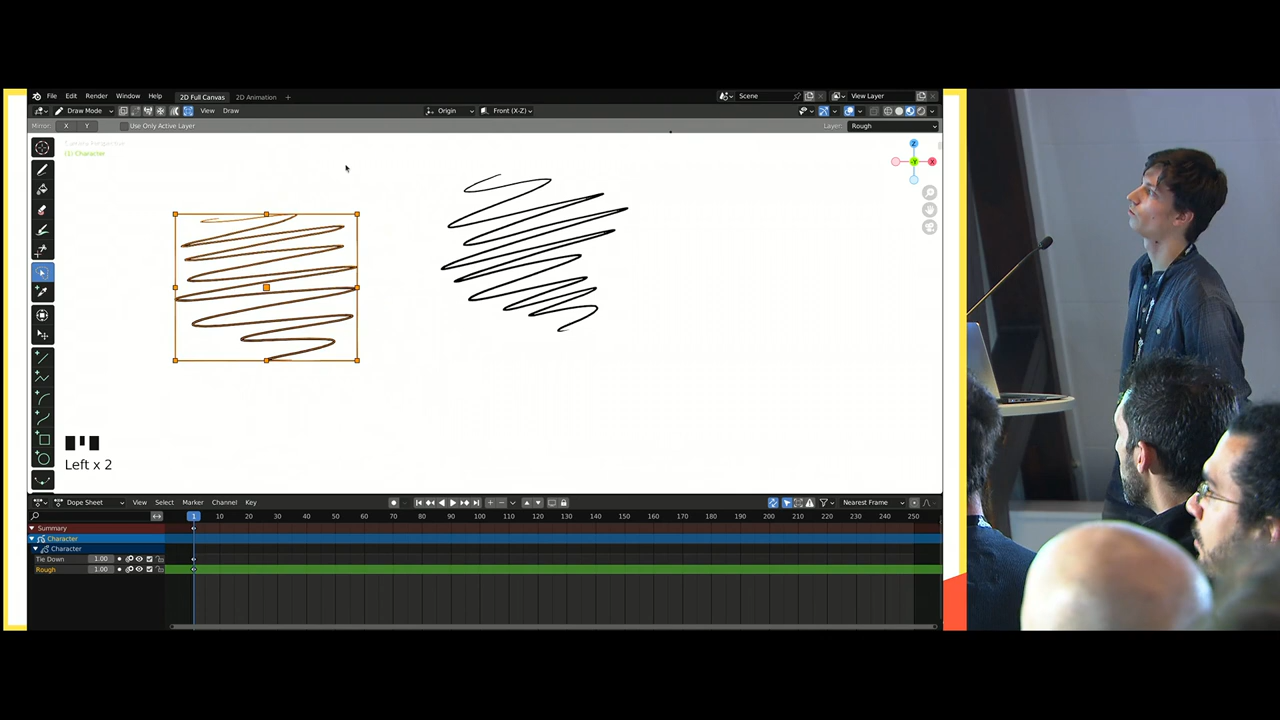 File Edit Render Window Help 2D Full Canvas 2D Animation + Scene View Layer
Draw Mode View Draw Origin Front (X-Z)
Mirror: X Y Use Only Active Layer Layer: Rough
(1) Character
Z
-Y
X
Left x 2
Dope Sheet View Select Marker Channel Key Nearest Frame
1 10 20 30 40 50 60 70 80 90 100 110 120 130 140 150 160 170 180 190 200 210 220 230 240 250
Summary
Character
Character
Tie Down 1.00
Rough 1.00